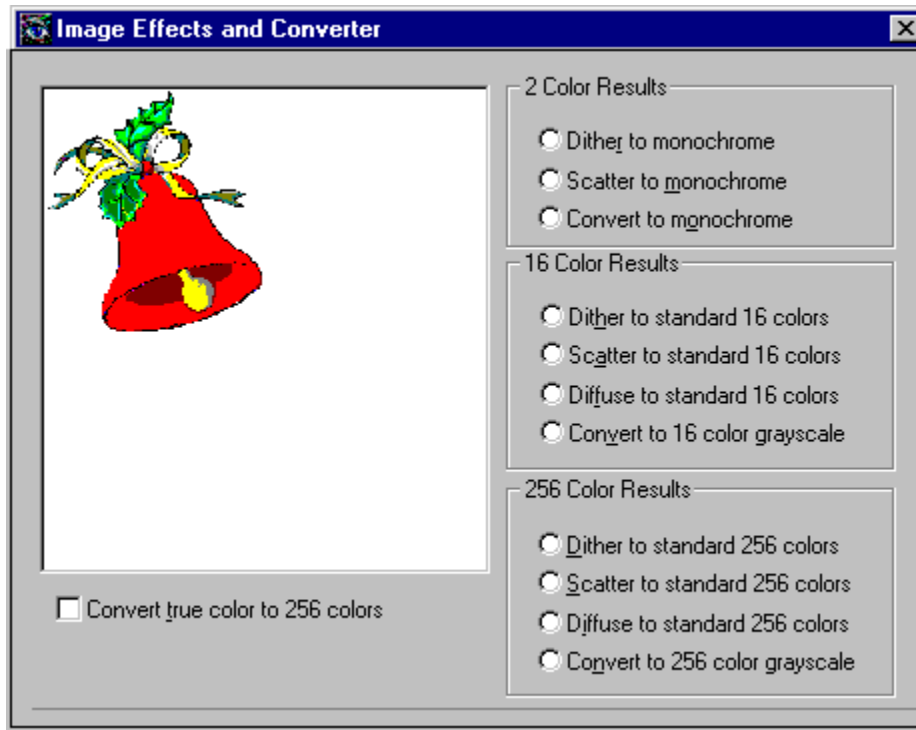 Image Effects and Converter
2 Color Results
Dither to monochrome
Scatter to monochrome
Convert to monochrome
16 Color Results
Dither to standard 16 colors
Scatter to standard 16 colors
Diffuse to standard 16 colors
Convert to 16 color grayscale
256 Color Results
Dither to standard 256 colors
Scatter to standard 256 colors
Diffuse to standard 256 colors
Convert to 256 color grayscale
Convert true color to 256 colors